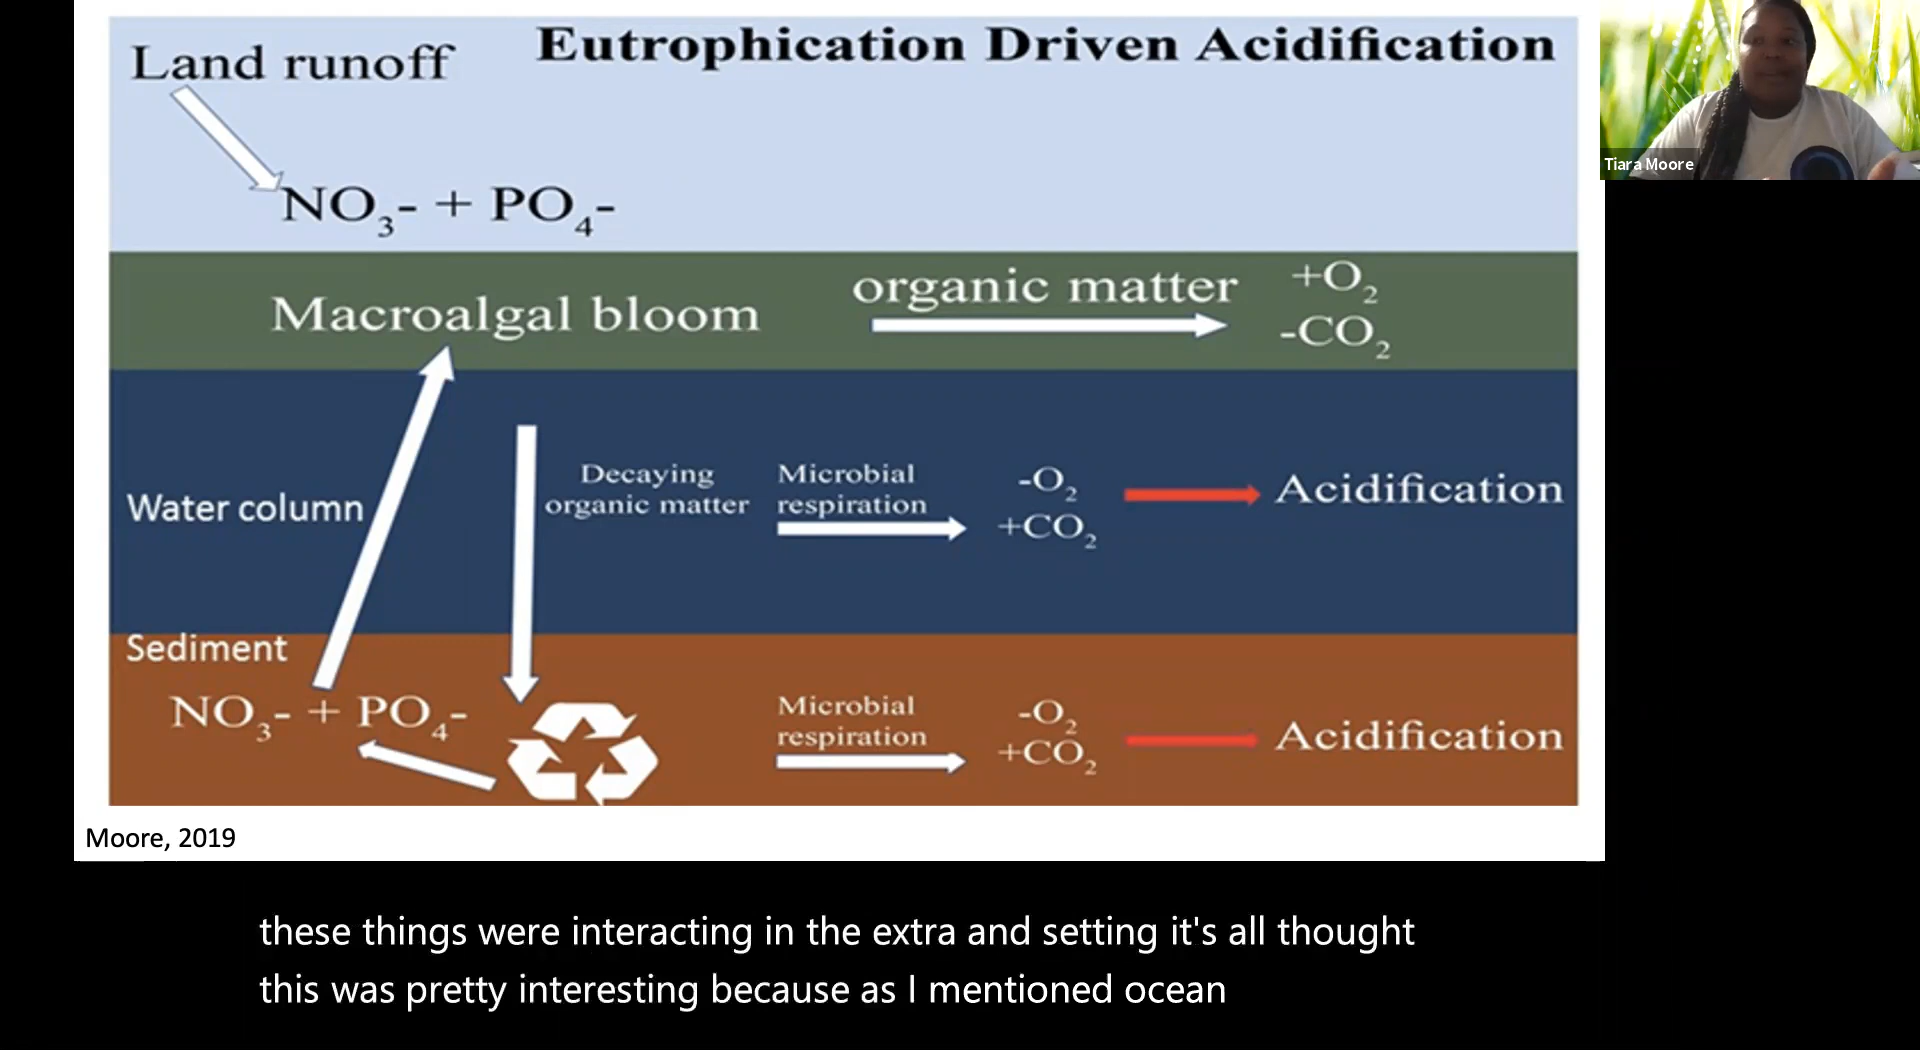 Eutrophication Driven Acidification
Land runoff
NO₃- + PO₄-
Macroalgal bloom
organic matter
+O₂
-CO₂
Water column
Decaying
organic matter
Microbial
respiration
-O₂
+CO₂
Acidification
Sediment
NO₃- + PO₄-
Microbial
respiration
-O₂
+CO₂
Acidification
Moore, 2019
Tiara Moore
these things were interacting in the extra and setting it's all thought
this was pretty interesting because as I mentioned ocean